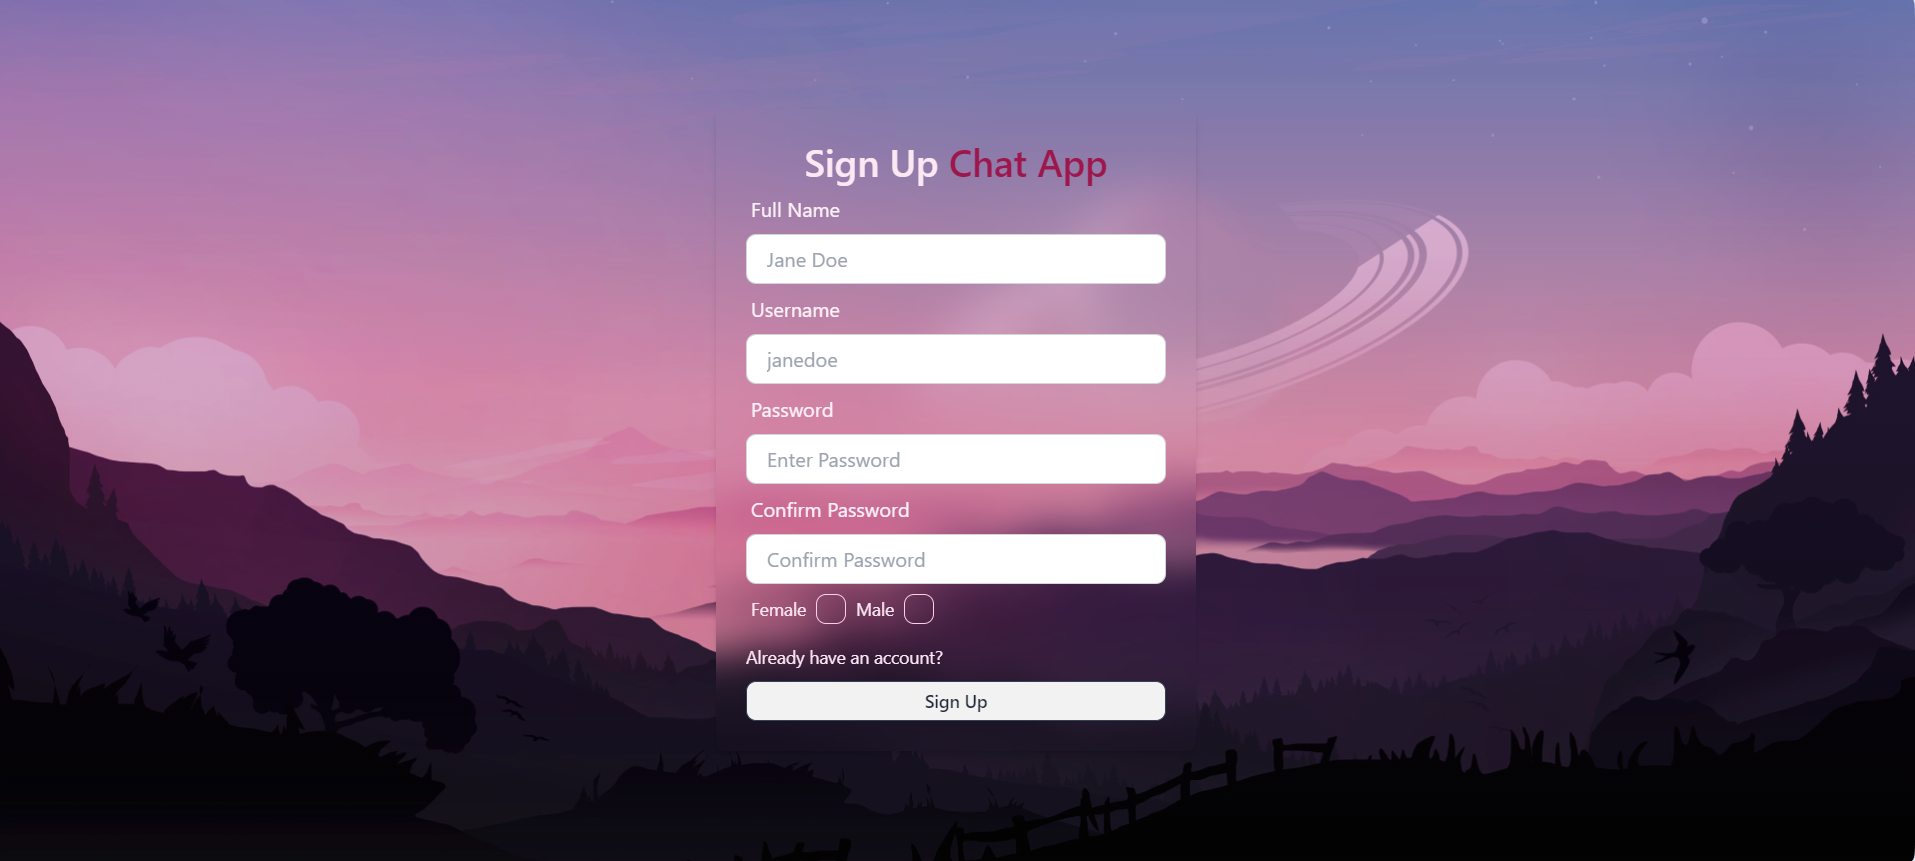 Sign Up Chat App
Full Name
Jane Doe
Username
janedoe
Password
Enter Password
Confirm Password
Confirm Password
Female Male
Already have an account?
Sign Up